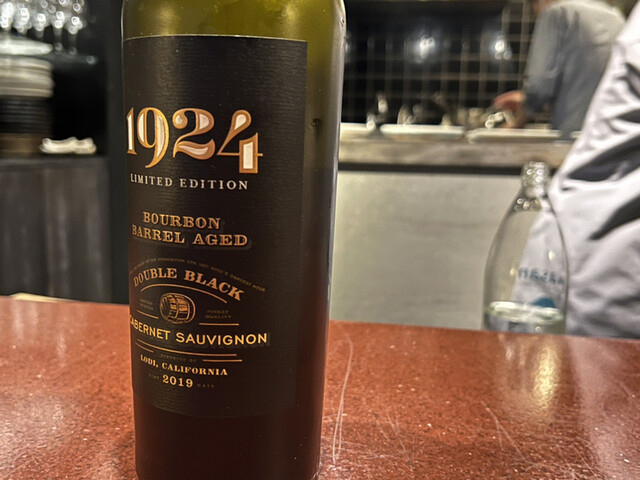 1924
LIMITED EDITION
BOURBON
BARREL AGED
DOUBLE BLACK
CABERNET SAUVIGNON
LODI, CALIFORNIA
2019